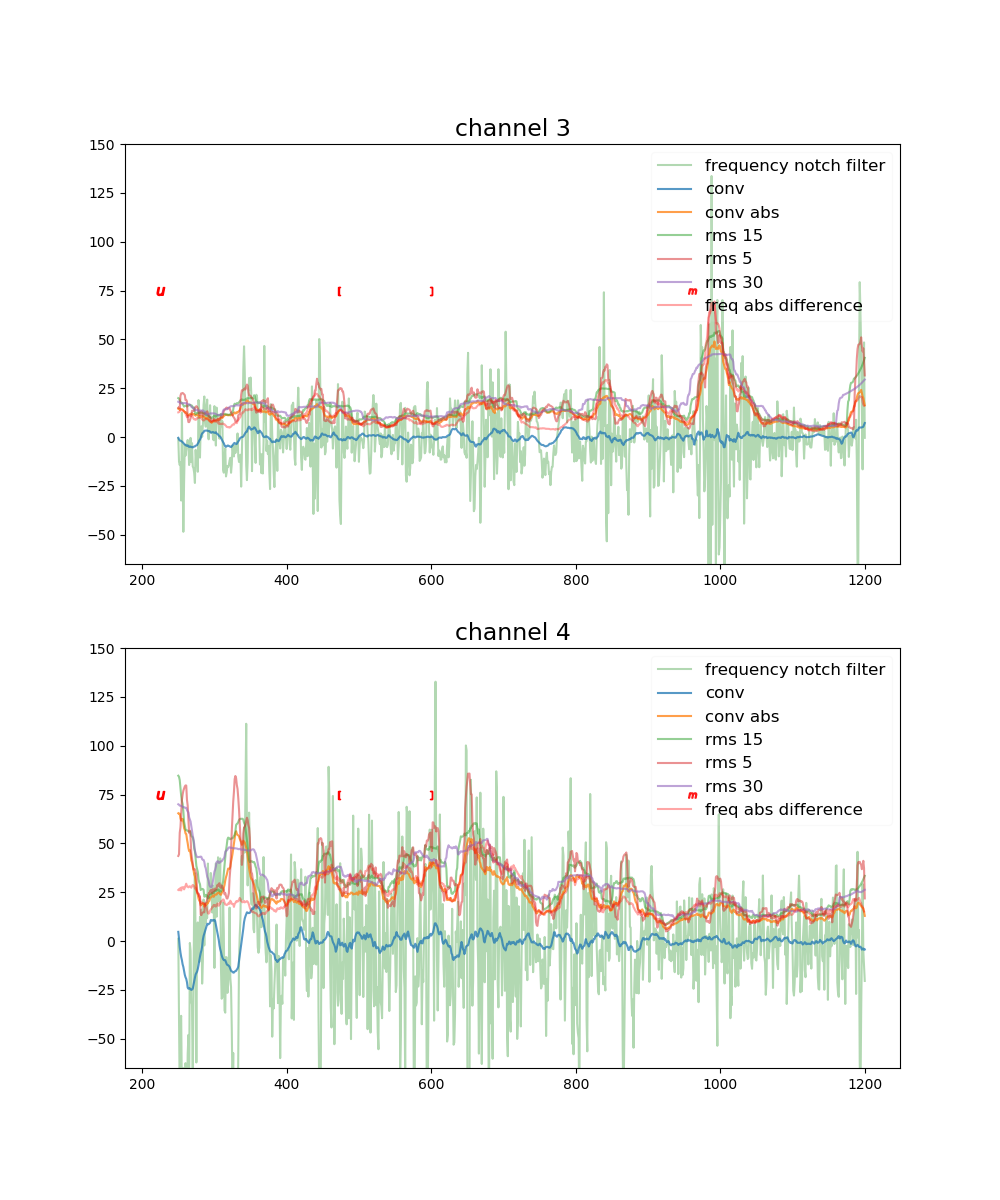 channel 3
150
125
100
75
50
25
0
−25
−50
frequency notch filter
conv
conv abs
rms 15
rms 5
rms 30
freq abs difference
u
[
]
m
200 400 600 800 1000 1200
channel 4
150
125
100
75
50
25
0
−25
−50
frequency notch filter
conv
conv abs
rms 15
rms 5
rms 30
freq abs difference
u
[
]
m
200 400 600 800 1000 1200